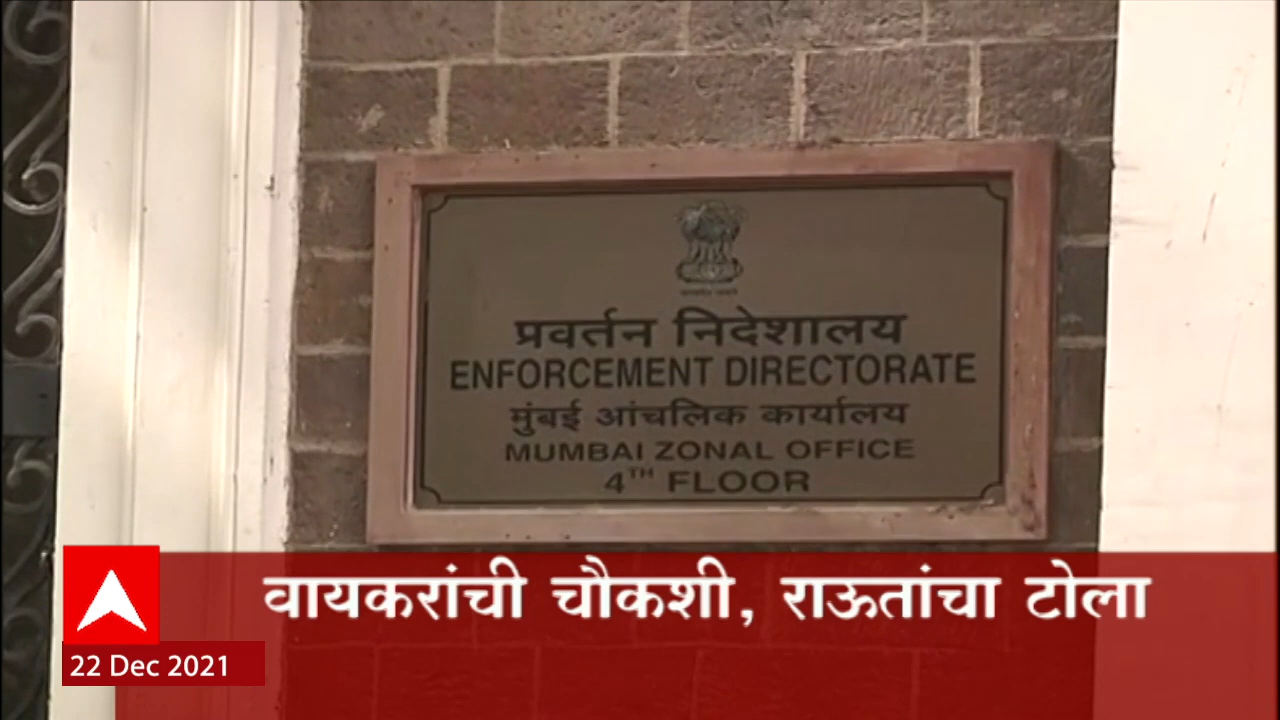 प्रवर्तन निदेशालय
ENFORCEMENT DIRECTORATE
मुंबई आंचलिक कार्यालय
MUMBAI ZONAL OFFICE
4TH FLOOR
वायकरांची चौकशी, राऊतांचा टोला
22 Dec 2021